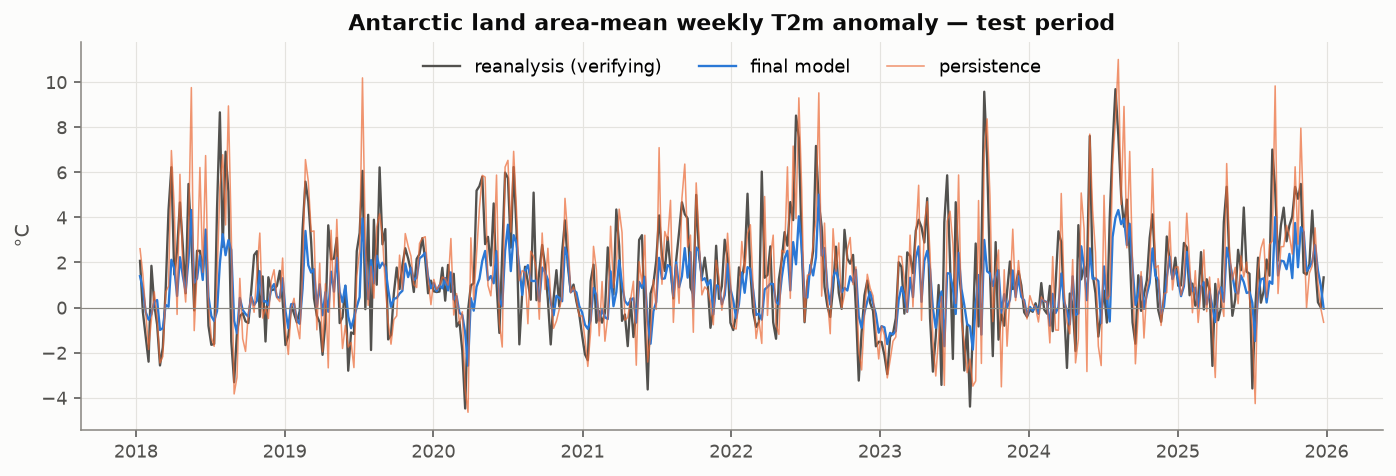 Antarctic land area-mean weekly T2m anomaly — test period
reanalysis (verifying) final model persistence
10
8
6
4
2
0
−2
−4
°C
2018 2019 2020 2021 2022 2023 2024 2025 2026